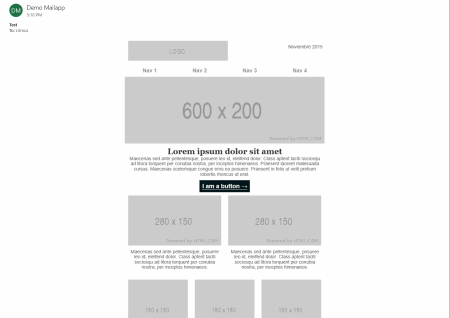 DM
Demo Mailapp
5:16 PM
Test
To: Litmus
Noviembre 2015
Nav 1 Nav 2 Nav 3 Nav 4
600 x 200
Powered by HTML.COM
Lorem ipsum dolor sit amet
Maecenas sed ante pellentesque, posuere leo id, eleifend dolor. Class aptent taciti sociosqu
ad litora torquent per conubia nostra, per inceptos himenaeos. Praesent laoreet malesuada
cursus. Maecenas scelerisque congue eros eu posuere. Praesent in felis ut velit pretium
lobortis rhoncus ut erat.
I am a button →
280 x 150 280 x 150
Powered by HTML.COM Powered by HTML.COM
Maecenas sed ante pellentesque, posuere Maecenas sed ante pellentesque, posuere
leo id, eleifend dolor. Class aptent taciti leo id, eleifend dolor. Class aptent taciti
sociosqu ad litora torquent per conubia sociosqu ad litora torquent per conubia
nostra, per inceptos himenaeos. nostra, per inceptos himenaeos.
180 x 180 180 x 180 180 x 180